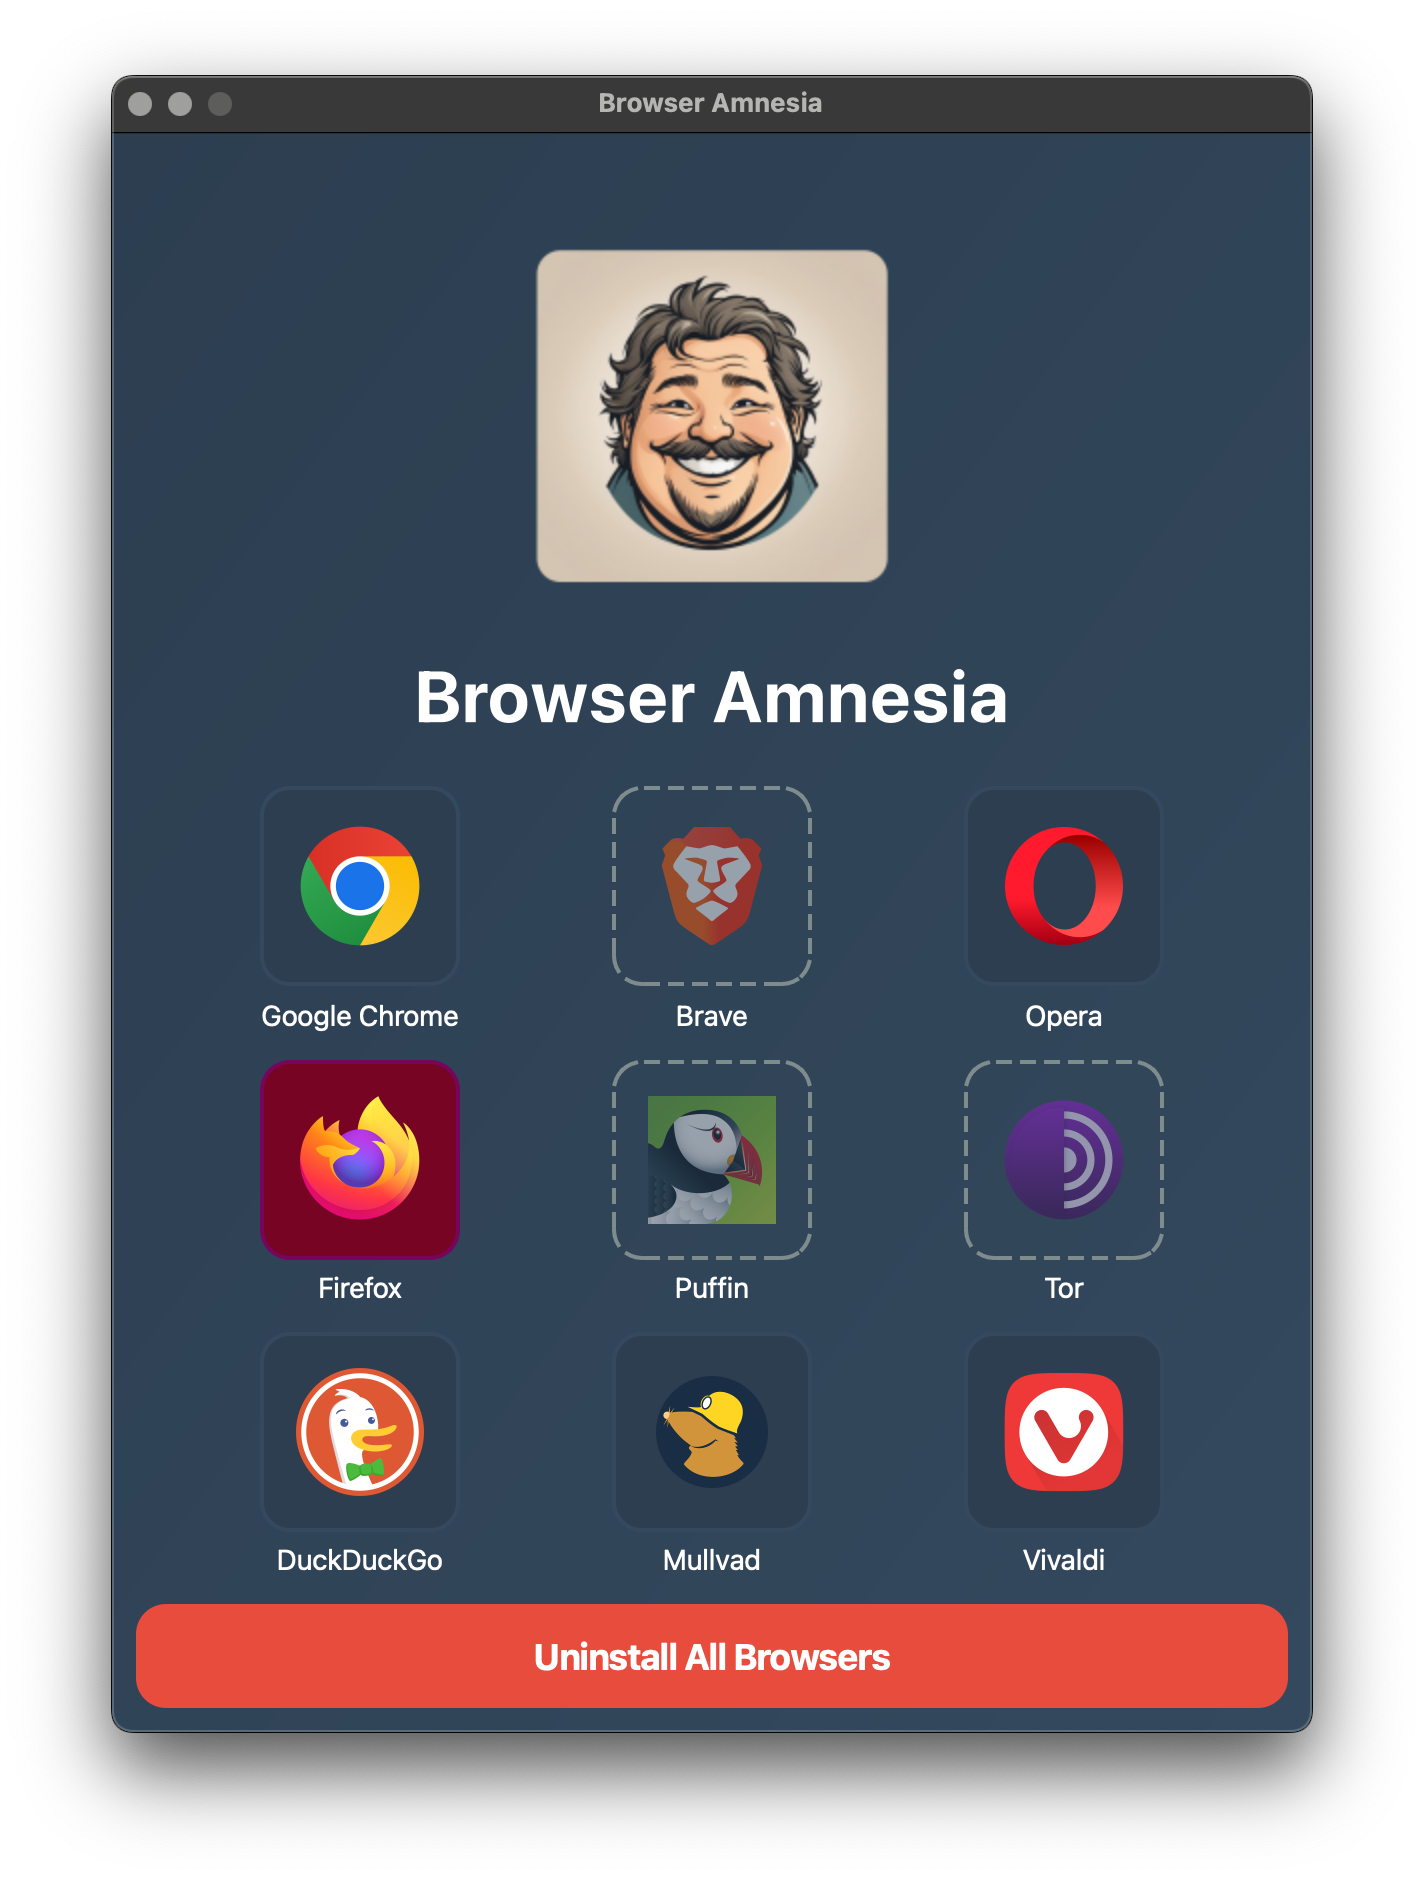 Browser Amnesia
Browser Amnesia
Google Chrome
Brave
Opera
Firefox
Puffin
Tor
DuckDuckGo
Mullvad
Vivaldi
Uninstall All Browsers